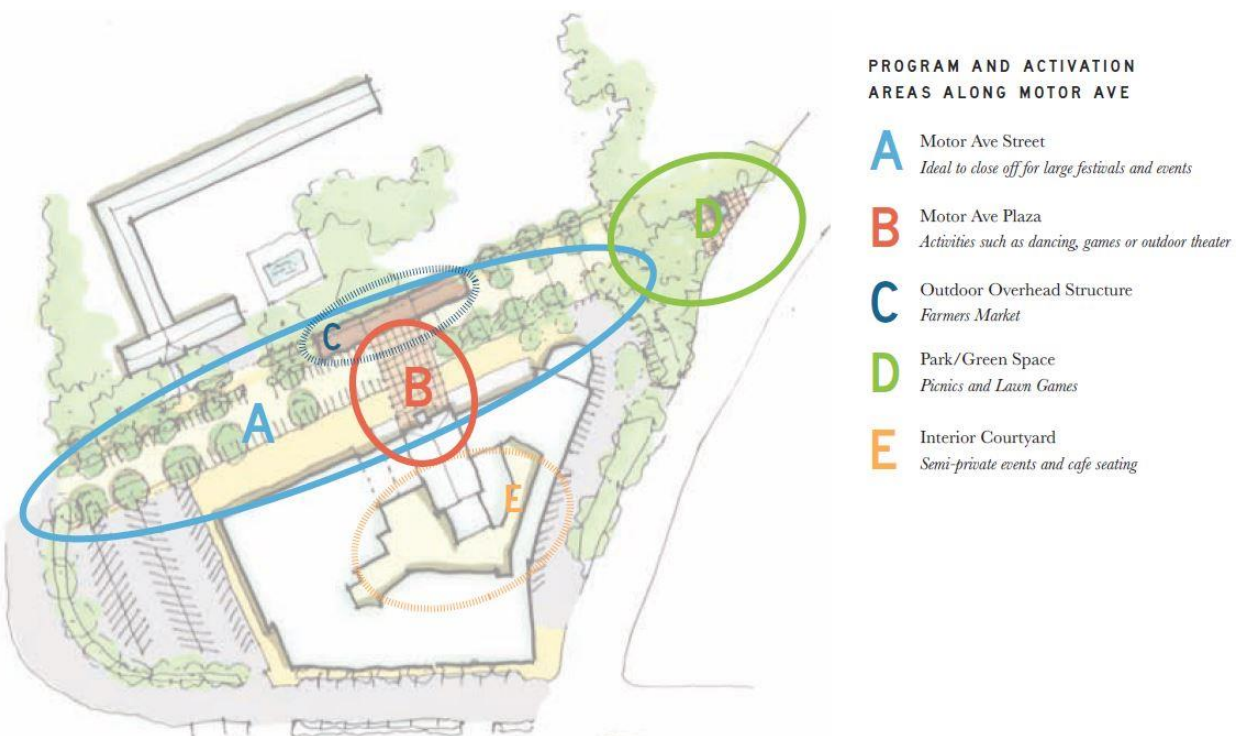 PROGRAM AND ACTIVATION
AREAS ALONG MOTOR AVE
A
Motor Ave Street
Ideal to close off for large festivals and events
B
Motor Ave Plaza
Activities such as dancing, games or outdoor theater
C
Outdoor Overhead Structure
Farmers Market
D
Park/Green Space
Picnics and Lawn Games
E
Interior Courtyard
Semi-private events and cafe seating
D
C
B
A
E